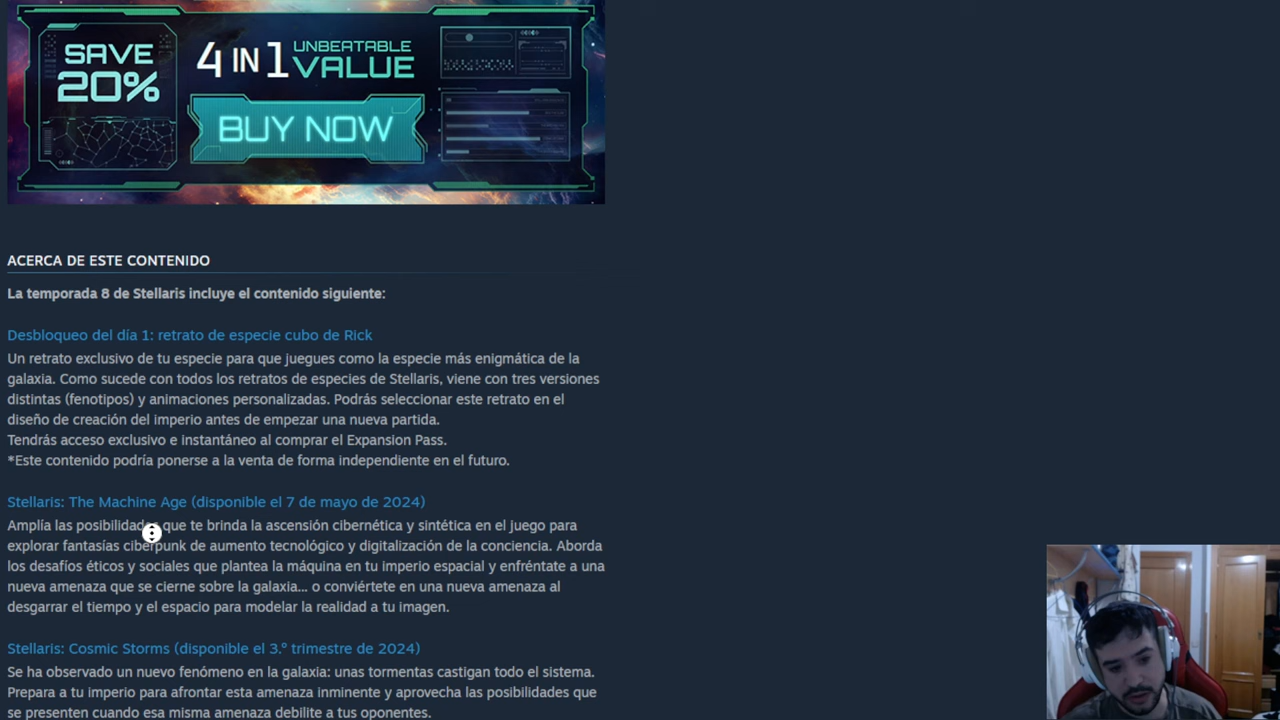 SAVE
20%
4 IN 1
UNBEATABLE
VALUE
BUY NOW
ACERCA DE ESTE CONTENIDO
La temporada 8 de Stellaris incluye el contenido siguiente:
Desbloqueo del día 1: retrato de especie cubo de Rick
Un retrato exclusivo de tu especie para que juegues como la especie más enigmática de la
galaxia. Como sucede con todos los retratos de especies de Stellaris, viene con tres versiones
distintas (fenotipos) y animaciones personalizadas. Podrás seleccionar este retrato en el
diseño de creación del imperio antes de empezar una nueva partida.
Tendrás acceso exclusivo e instantáneo al comprar el Expansion Pass.
*Este contenido podría ponerse a la venta de forma independiente en el futuro.
Stellaris: The Machine Age (disponible el 7 de mayo de 2024)
Amplía las posibilidades que te brinda la ascensión cibernética y sintética en el juego para
explorar fantasías ciberpunk de aumento tecnológico y digitalización de la conciencia. Aborda
los desafíos éticos y sociales que plantea la máquina en tu imperio espacial y enfréntate a una
nueva amenaza que se cierne sobre la galaxia... o conviértete en una nueva amenaza al
desgarrar el tiempo y el espacio para modelar la realidad a tu imagen.
Stellaris: Cosmic Storms (disponible el 3.º trimestre de 2024)
Se ha observado un nuevo fenómeno en la galaxia: unas tormentas castigan todo el sistema.
Prepara a tu imperio para afrontar esta amenaza inminente y aprovecha las posibilidades que
se presenten cuando esa misma amenaza debilite a tus oponentes.